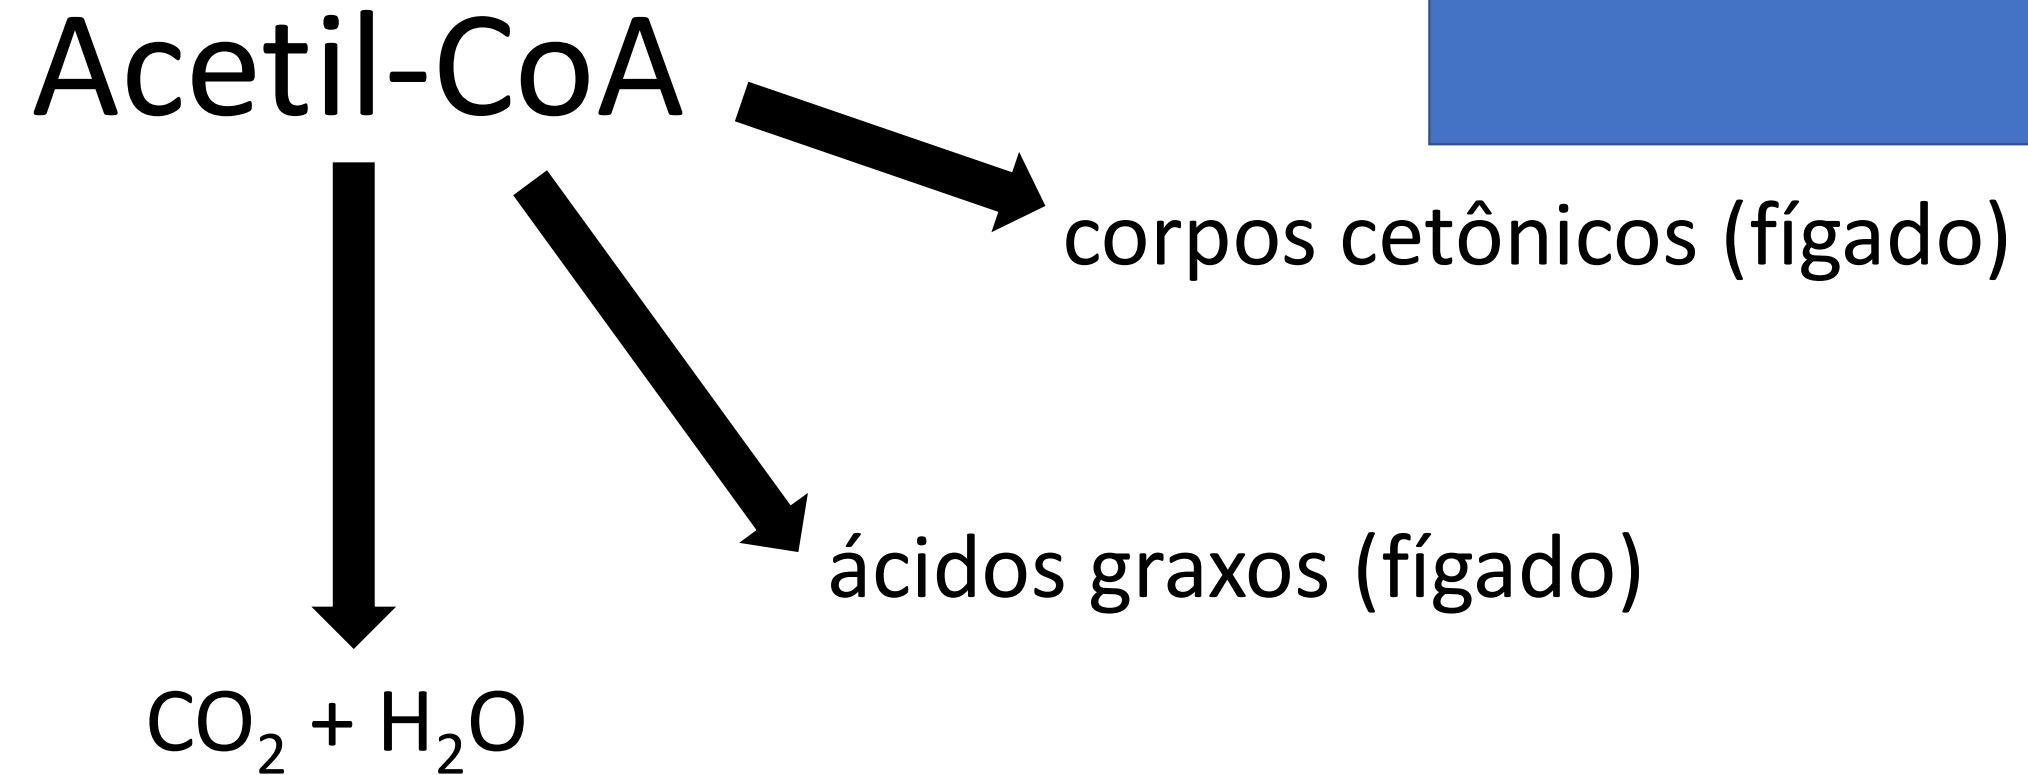 Acetil-CoA
corpos cetônicos (fígado)
ácidos graxos (fígado)
CO₂ + H₂O